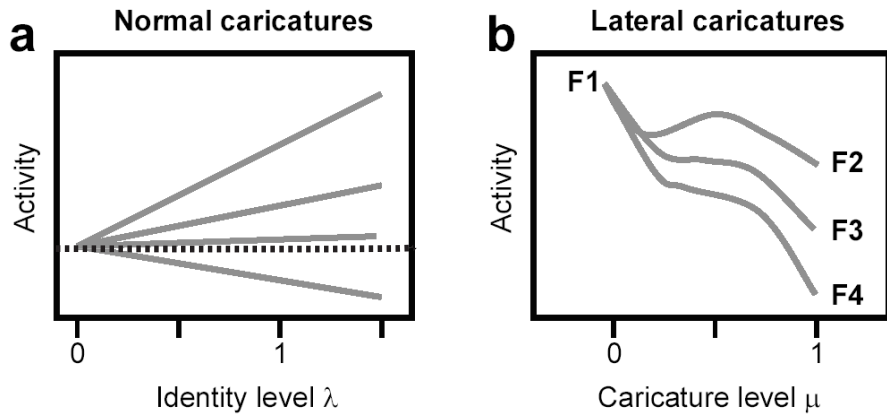 a
Normal caricatures
Activity
0
1
Identity level λ
b
Lateral caricatures
Activity
F1
F2
F3
F4
0
1
Caricature level μ